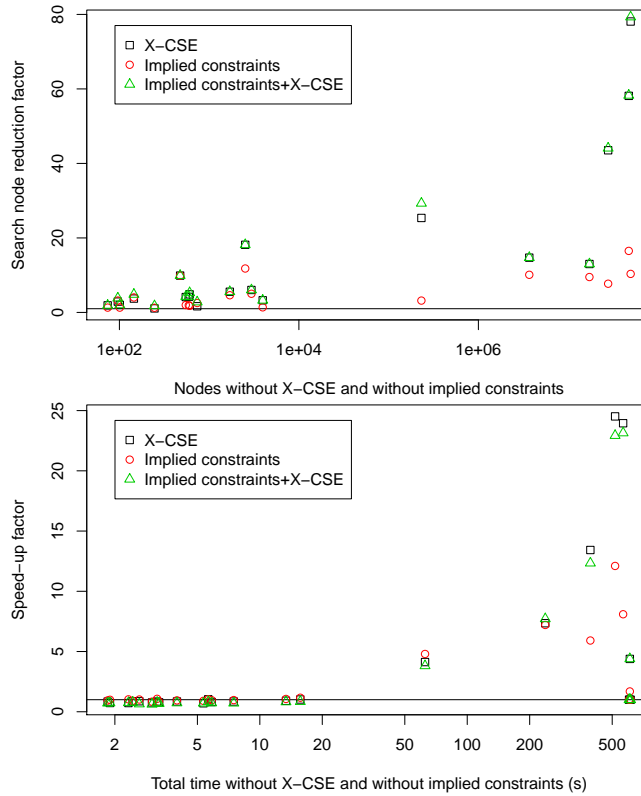 Search node reduction factor
80
60
40
20
0
X−CSE
Implied constraints
Implied constraints+X−CSE
1e+02 1e+04 1e+06
Nodes without X−CSE and without implied constraints
Speed−up factor
25
20
15
10
5
0
X−CSE
Implied constraints
Implied constraints+X−CSE
2 5 10 20 50 100 200 500
Total time without X−CSE and without implied constraints (s)